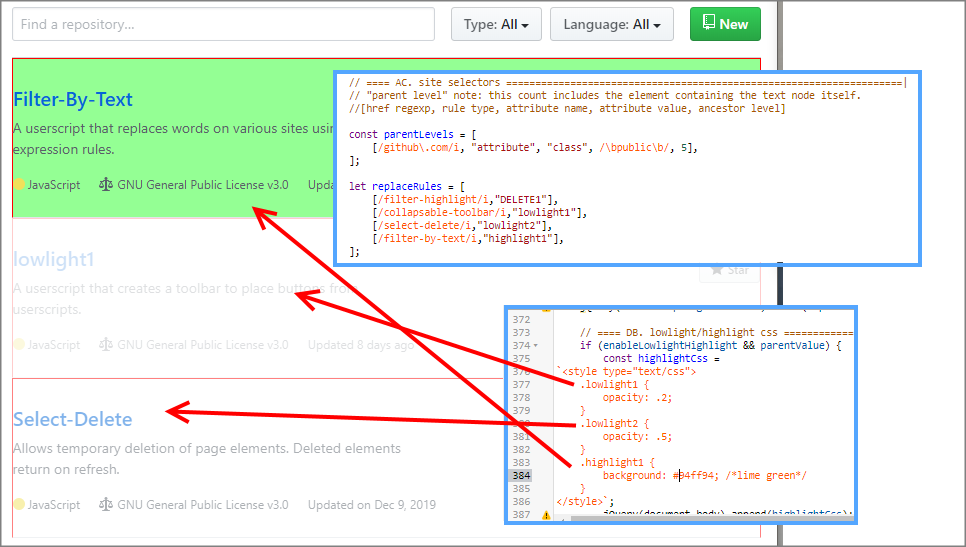 Find a repository...
Type: All
Language: All
New
Filter-By-Text
A userscript that replaces words on various sites usin
expression rules.
JavaScript
GNU General Public License v3.0
Upda
// ==== AC. site selectors ========================================================================|
// "parent level" note: this count includes the element containing the text node itself.
//[href regexp, rule type, attribute name, attribute value, ancestor level]
const parentLevels = [
[/github\.com/i, "attribute", "class", /\bpublic\b/, 5],
];
let replaceRules = [
[/filter-highlight/i,"DELETE1"],
[/collapsable-toolbar/i,"lowlight1"],
[/select-delete/i,"lowlight2"],
[/filter-by-text/i,"highlight1"],
];
lowlight1
A userscript that creates a toolbar to place buttons from
userscripts.
JavaScript
GNU General Public License v3.0
Updated 8 days ago
Star
Select-Delete
Allows temporary deletion of page elements. Deleted elements
return on refresh.
JavaScript
GNU General Public License v3.0
Updated on Dec 9, 2019
372
373 // ==== DB. lowlight/highlight css ============
374 if (enableLowlightHighlight && parentValue) {
375 const highlightCss =
376 `<style type="text/css">
377 .lowlight1 {
378 opacity: .2;
379 }
380 .lowlight2 {
381 opacity: .5;
382 }
383 .highlight1 {
384 background: #94ff94; /*lime green*/
385 }
386 </style>`;
387 jQuery(document.body).append(highlightCss);